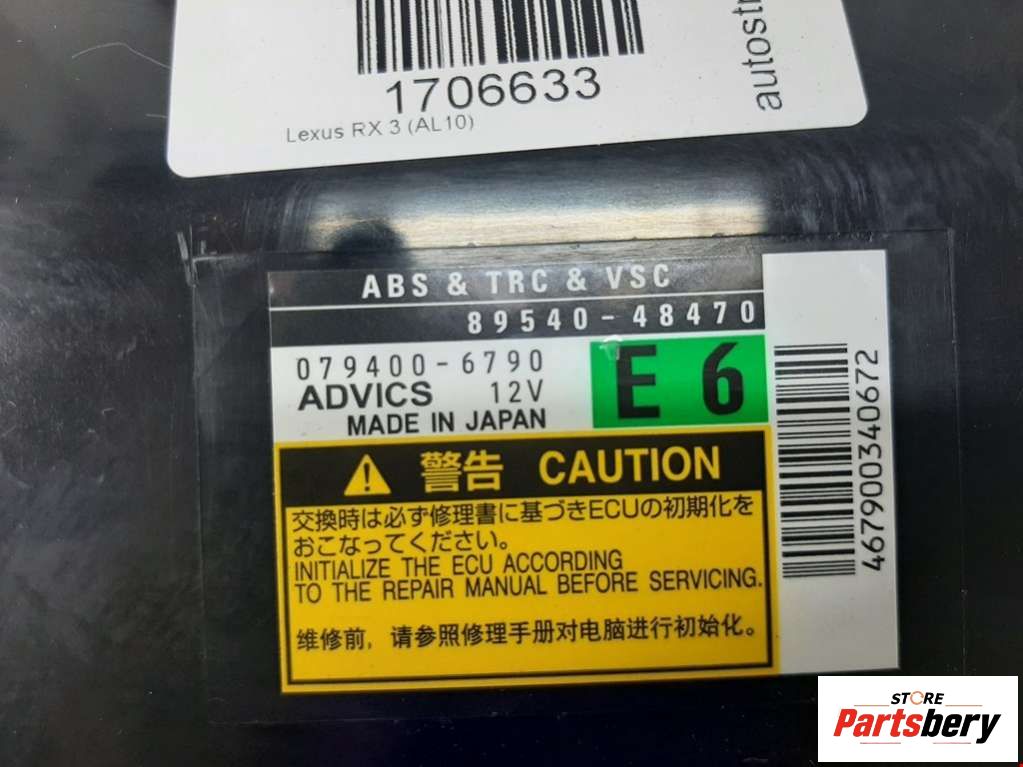 1706633
Lexus RX 3 (AL10)
autostr
ABS & TRC & VSC
89540-48470
079400-6790
ADVICS 12V
MADE IN JAPAN
E 6
467900340672
警告 CAUTION
交換時は必ず修理書に基づきECUの初期化を
おこなってください。
INITIALIZE THE ECU ACCORDING
TO THE REPAIR MANUAL BEFORE SERVICING.
维修前，请参照修理手册对电脑进行初始化。
STORE
Partsbery